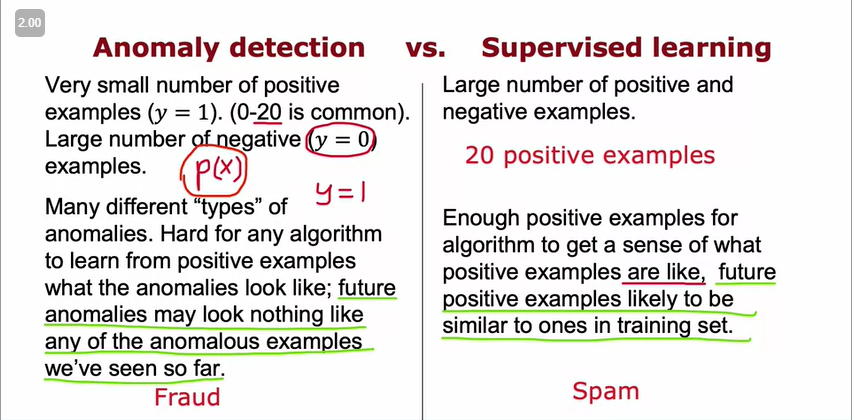 2.00
Anomaly detection vs. Supervised learning
Very small number of positive
examples (y = 1). (0-20 is common).
Large number of negative (y = 0)
examples.
p(x)
y=1
Many different “types” of
anomalies. Hard for any algorithm
to learn from positive examples
what the anomalies look like; future
anomalies may look nothing like
any of the anomalous examples
we’ve seen so far.
Fraud
Large number of positive and
negative examples.
20 positive examples
Enough positive examples for
algorithm to get a sense of what
positive examples are like, future
positive examples likely to be
similar to ones in training set.
Spam